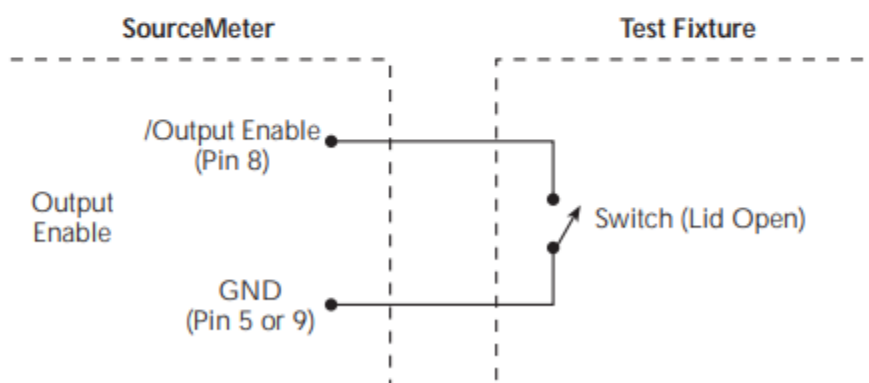 SourceMeter
Test Fixture
/Output Enable
(Pin 8)
Output
Enable
Switch (Lid Open)
GND
(Pin 5 or 9)